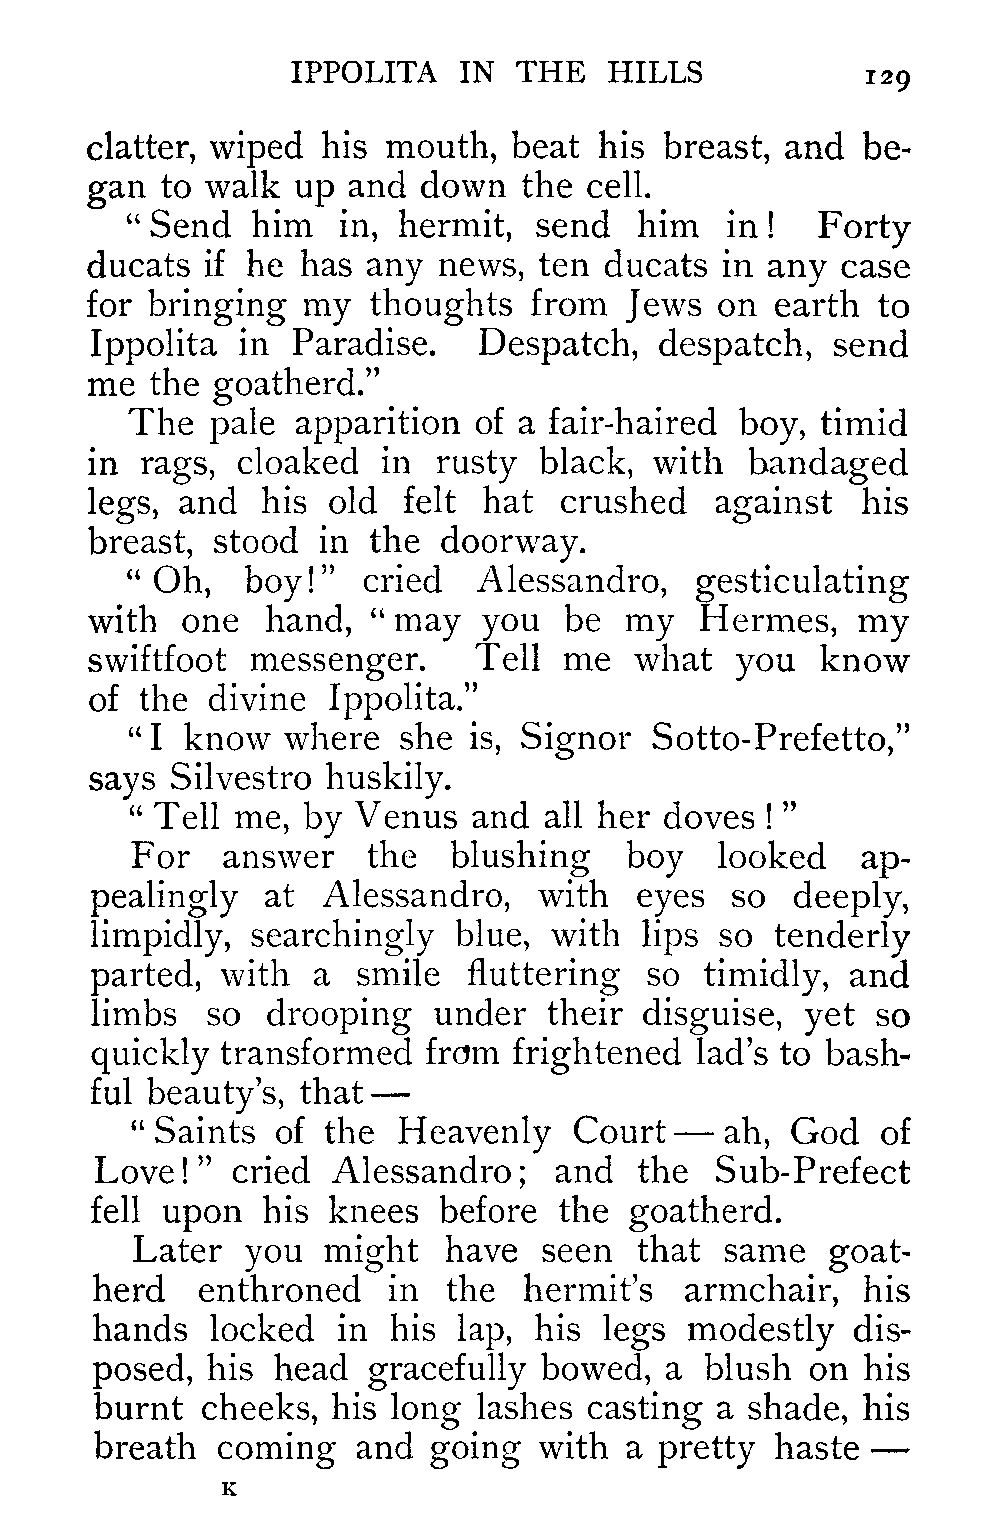 IPPOLITA IN THE HILLS 129
clatter, wiped his mouth, beat his breast, and be-
gan to walk up and down the cell.
“Send him in, hermit, send him in! Forty
ducats if he has any news, ten ducats in any case
for bringing my thoughts from Jews on earth to
Ippolita in Paradise. Despatch, despatch, send
me the goatherd.”
The pale apparition of a fair-haired boy, timid
in rags, cloaked in rusty black, with bandaged
legs, and his old felt hat crushed against his
breast, stood in the doorway.
“Oh, boy!” cried Alessandro, gesticulating
with one hand, “may you be my Hermes, my
swiftfoot messenger. Tell me what you know
of the divine Ippolita.”
“I know where she is, Signor Sotto-Prefetto,”
says Silvestro huskily.
“Tell me, by Venus and all her doves!”
For answer the blushing boy looked ap-
pealingly at Alessandro, with eyes so deeply,
limpidly, searchingly blue, with lips so tenderly
parted, with a smile fluttering so timidly, and
limbs so drooping under their disguise, yet so
quickly transformed from frightened lad’s to bash-
ful beauty’s, that—
“Saints of the Heavenly Court—ah, God of
Love!” cried Alessandro; and the Sub-Prefect
fell upon his knees before the goatherd.
Later you might have seen that same goat-
herd enthroned in the hermit’s armchair, his
hands locked in his lap, his legs modestly dis-
posed, his head gracefully bowed, a blush on his
burnt cheeks, his long lashes casting a shade, his
breath coming and going with a pretty haste—
K